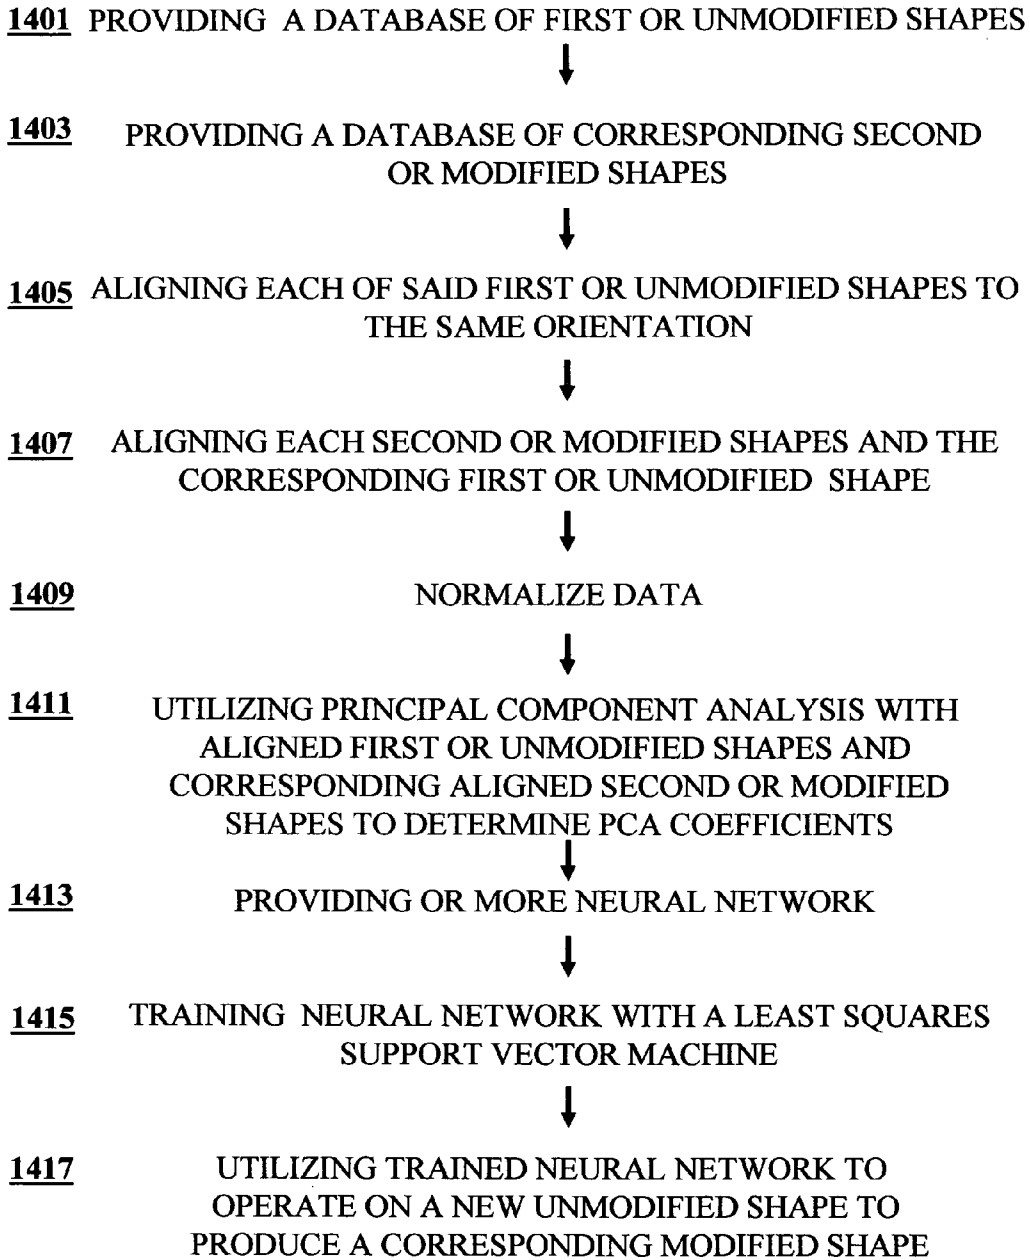 1401 PROVIDING A DATABASE OF FIRST OR UNMODIFIED SHAPES
1403 PROVIDING A DATABASE OF CORRESPONDING SECOND
OR MODIFIED SHAPES
1405 ALIGNING EACH OF SAID FIRST OR UNMODIFIED SHAPES TO
THE SAME ORIENTATION
1407 ALIGNING EACH SECOND OR MODIFIED SHAPES AND THE
CORRESPONDING FIRST OR UNMODIFIED SHAPE
1409 NORMALIZE DATA
1411 UTILIZING PRINCIPAL COMPONENT ANALYSIS WITH
ALIGNED FIRST OR UNMODIFIED SHAPES AND
CORRESPONDING ALIGNED SECOND OR MODIFIED
SHAPES TO DETERMINE PCA COEFFICIENTS
1413 PROVIDING OR MORE NEURAL NETWORK
1415 TRAINING NEURAL NETWORK WITH A LEAST SQUARES
SUPPORT VECTOR MACHINE
1417 UTILIZING TRAINED NEURAL NETWORK TO
OPERATE ON A NEW UNMODIFIED SHAPE TO
PRODUCE A CORRESPONDING MODIFIED SHAPE